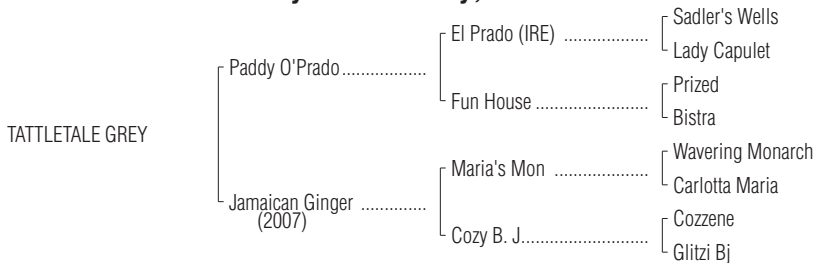 Sadler's Wells
El Prado (IRE) ...................
Lady Capulet
Paddy O'Prado...................
Prized
Fun House .........................
Bistra
TATTLETALE GREY
Wavering Monarch
Maria's Mon .....................
Carlotta Maria
Jamaican Ginger ..............
(2007)
Cozzene
Cozy B. J............................
Glitzi Bj